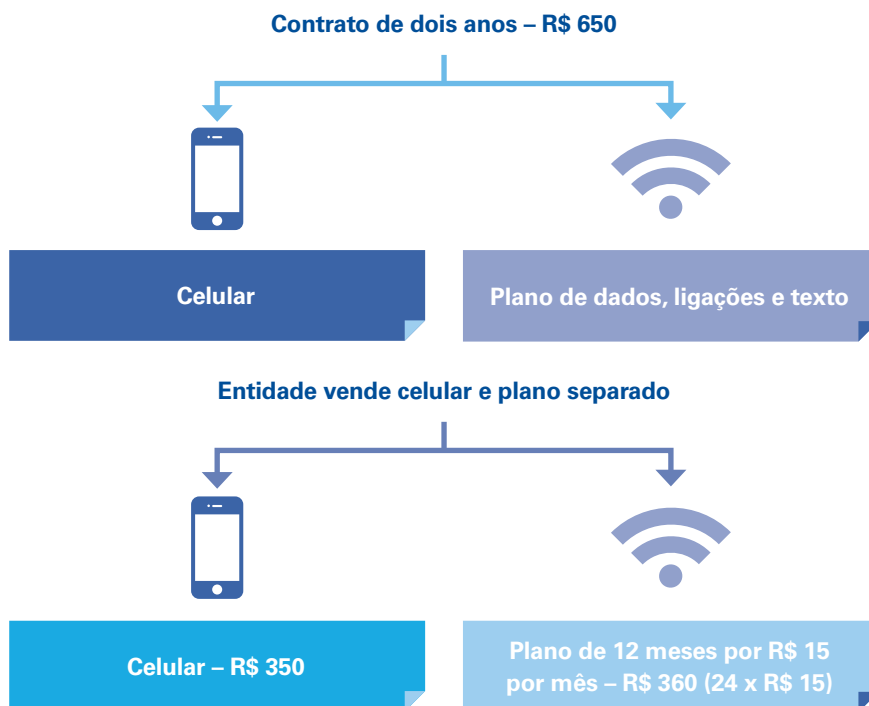 Contrato de dois anos – R$ 650
Celular
Plano de dados, ligações e texto
Entidade vende celular e plano separado
Celular – R$ 350
Plano de 12 meses por R$ 15
por mês – R$ 360 (24 x R$ 15)